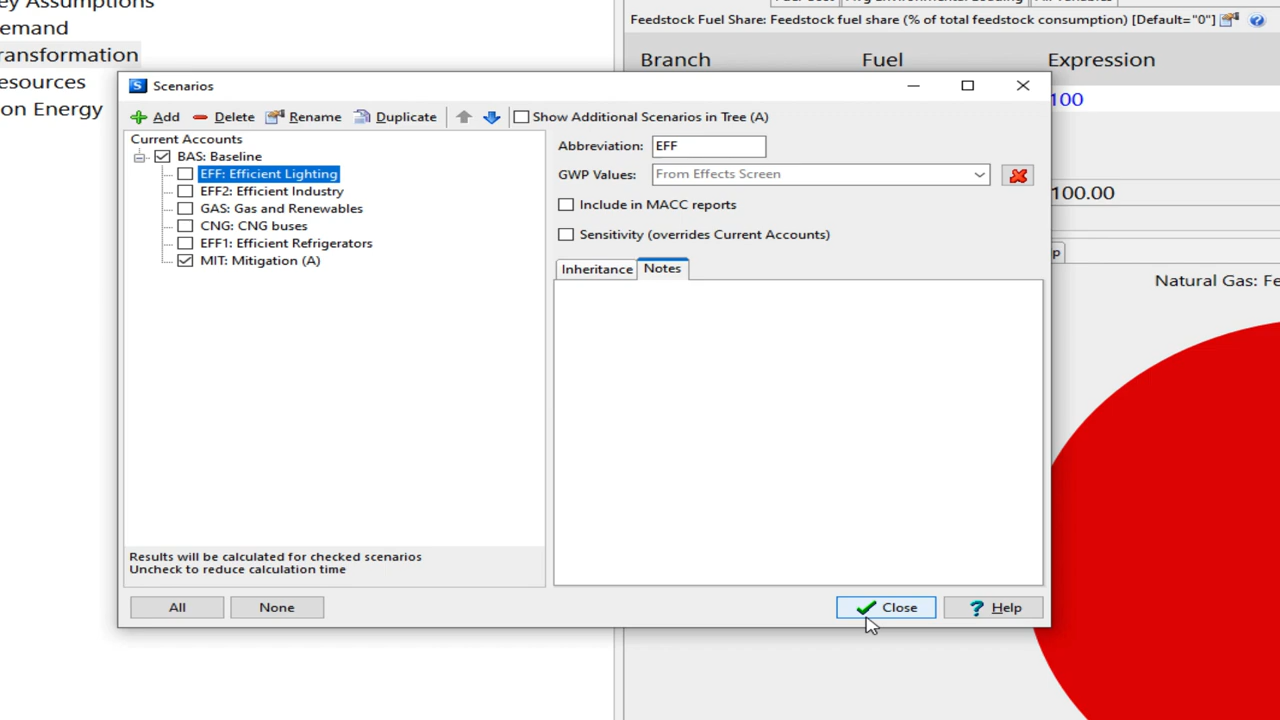 ey Assumptions
emand
ransformation
esources
on Energy
Feedstock Fuel Share: Feedstock fuel share (% of total feedstock consumption) [Default="0"]
Branch Fuel Expression
100
100.00
p
Natural Gas: Fe
S Scenarios
Add Delete Rename Duplicate Show Additional Scenarios in Tree (A)
Current Accounts
BAS: Baseline
EFF: Efficient Lighting
EFF2: Efficient Industry
GAS: Gas and Renewables
CNG: CNG buses
EFF1: Efficient Refrigerators
MIT: Mitigation (A)
Results will be calculated for checked scenarios
Uncheck to reduce calculation time
All None
Abbreviation: EFF
GWP Values: From Effects Screen
Include in MACC reports
Sensitivity (overrides Current Accounts)
Inheritance Notes
Close Help